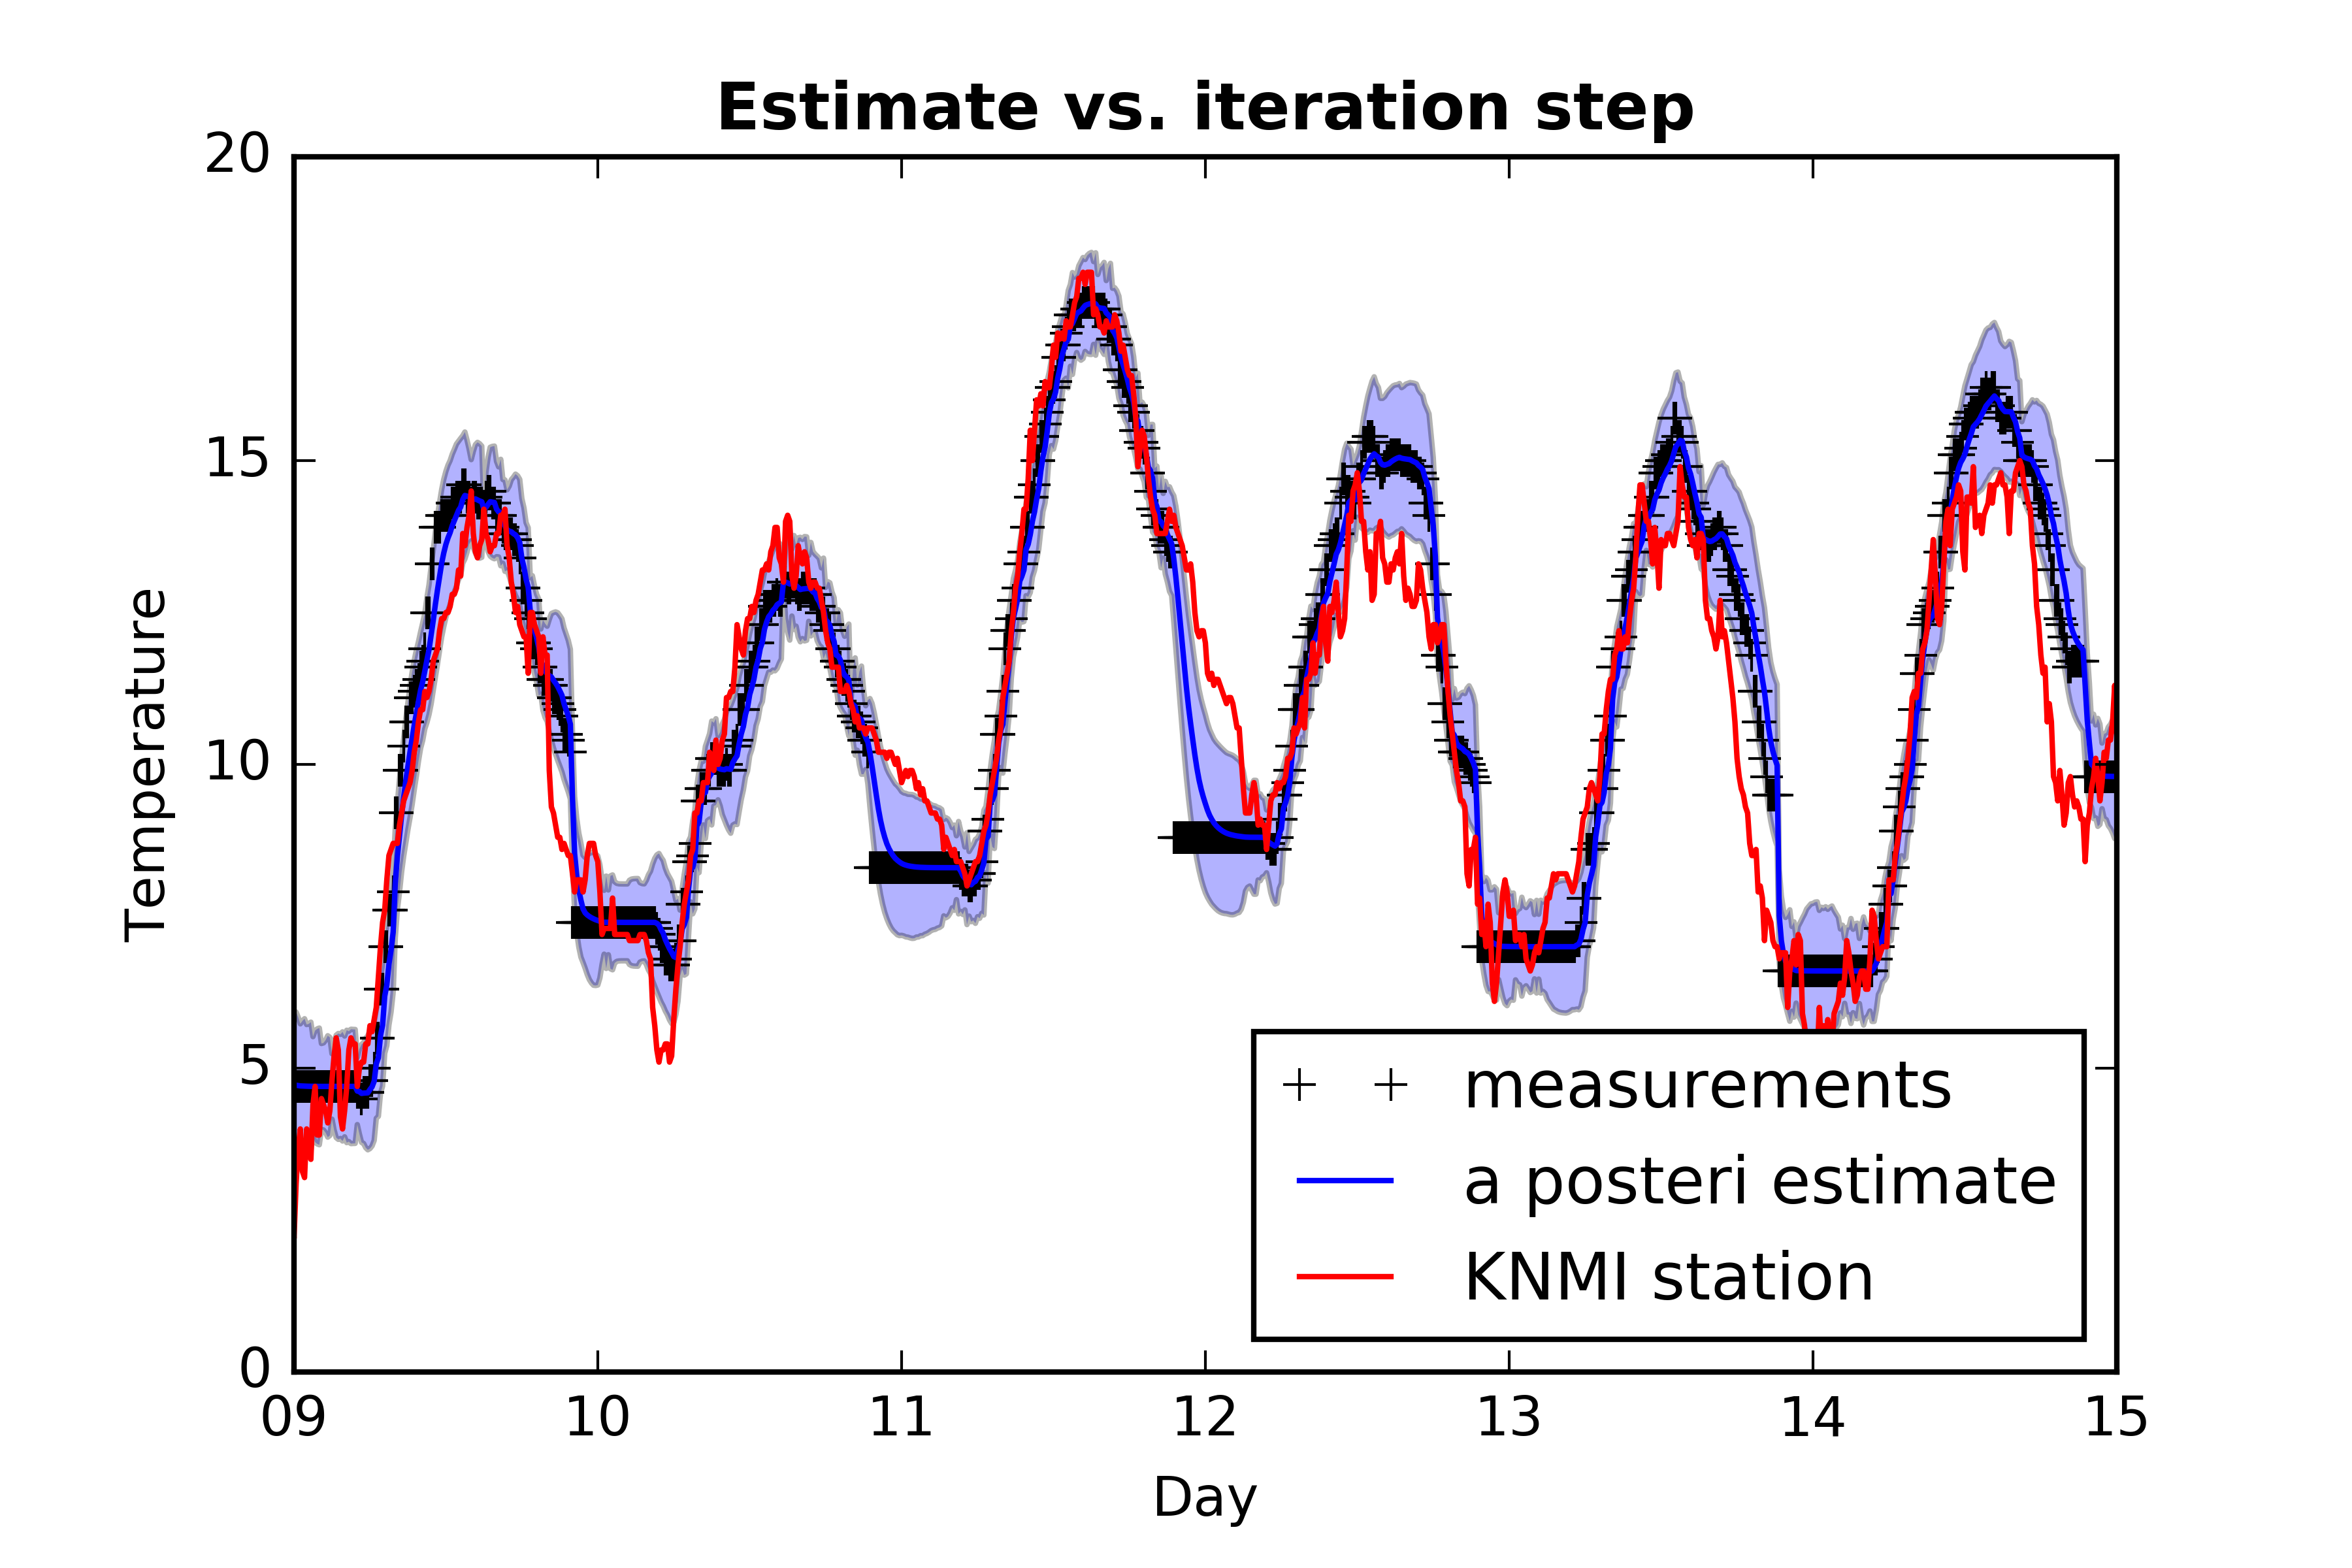 Estimate vs. iteration step
20
15
10
5
0
Temperature
09 10 11 12 13 14 15
Day
measurements
a posteri estimate
KNMI station